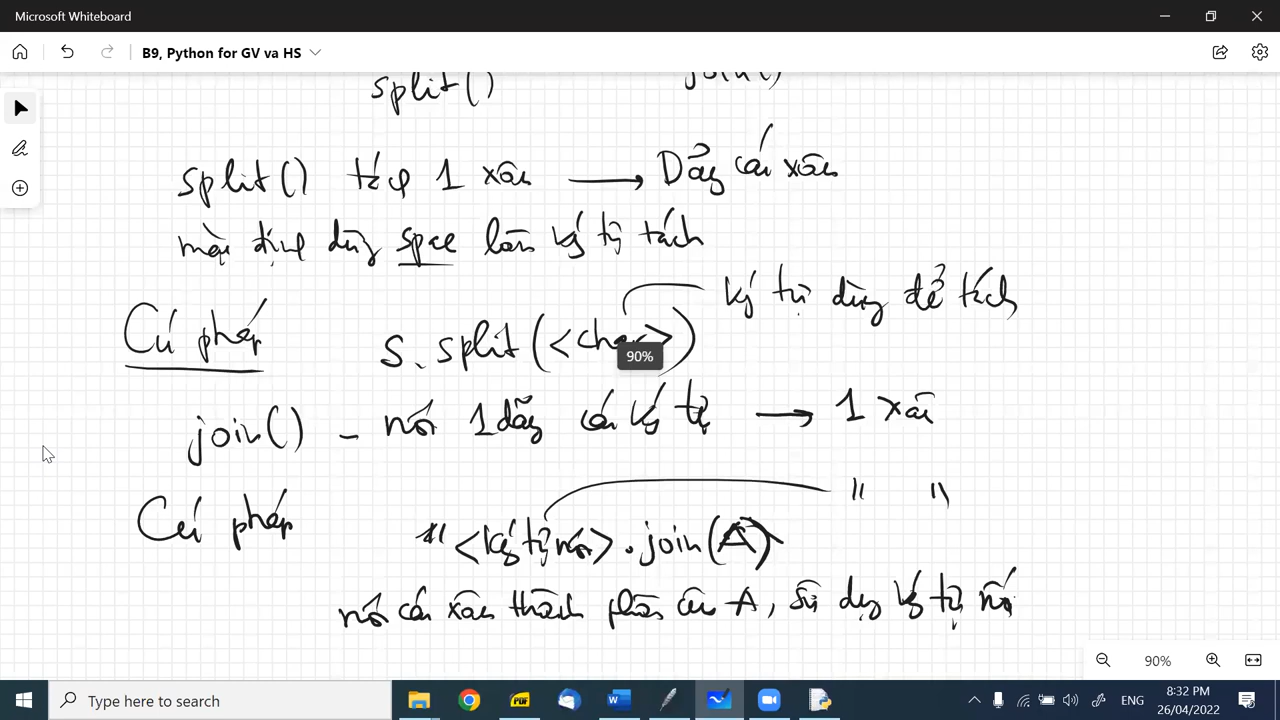 Microsoft Whiteboard
B9, Python for GV va HS
split() join()
split() tách 1 xâu → Dãy các xâu
mặc định dùng space làm ký tự tách
ký tự dùng để tách
Cú pháp S.split(<char>)
90%
join() - nối 1 dãy các ký tự → 1 xâu
Cú pháp "<ký tự nối>.join(A) " "
nối các xâu thành phần của A, sử dụng ký tự nối
90%
Type here to search
ENG
8:32 PM
26/04/2022